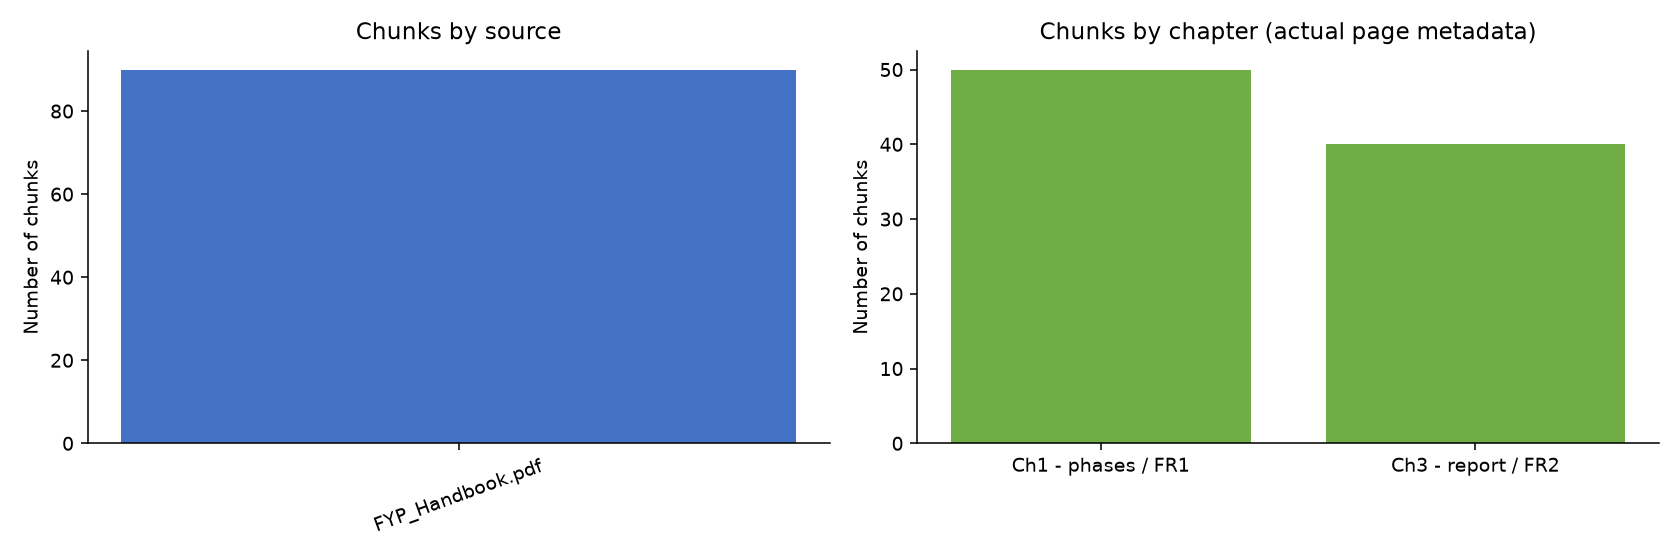 Chunks by source
Number of chunks
80
60
40
20
0
FYP_Handbook.pdf
Chunks by chapter (actual page metadata)
Number of chunks
50
40
30
20
10
0
Ch1 - phases / FR1
Ch3 - report / FR2